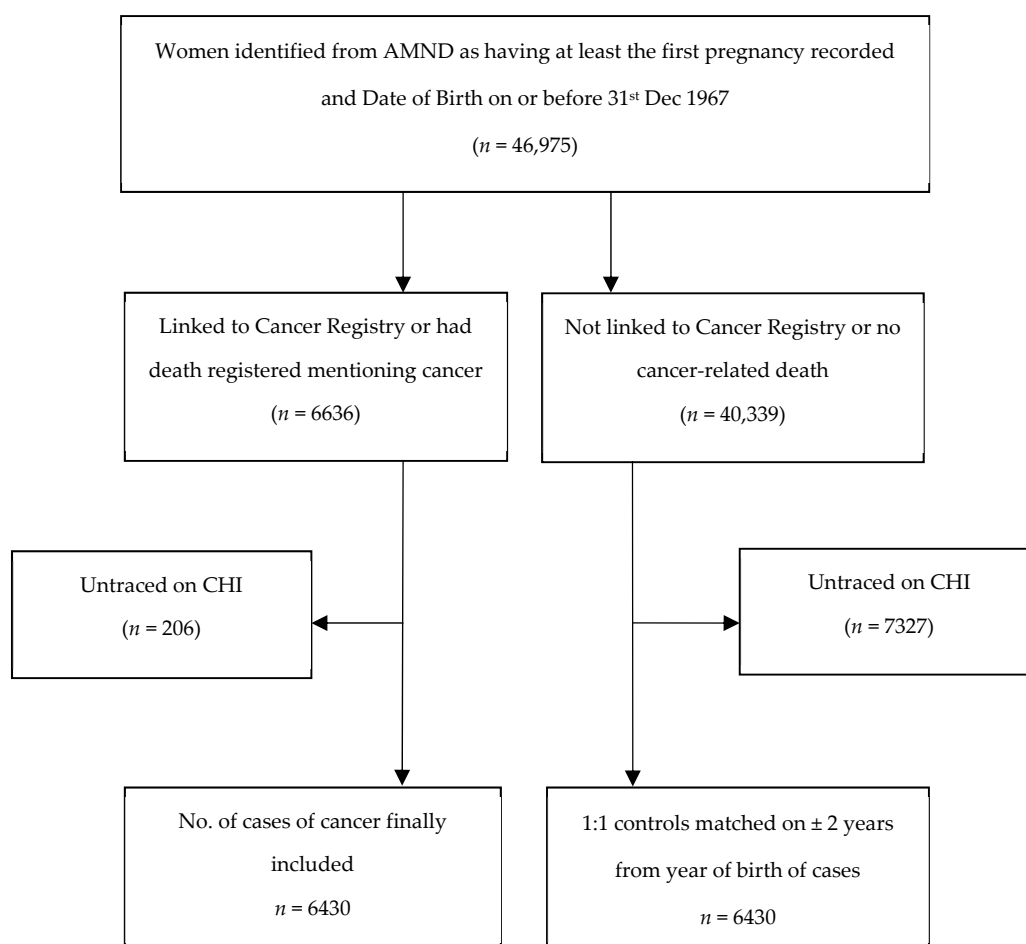 Women identified from AMND as having at least the first pregnancy recorded
and Date of Birth on or before 31st Dec 1967
(n = 46,975)
Linked to Cancer Registry or had
death registered mentioning cancer
(n = 6636)
Not linked to Cancer Registry or no
cancer-related death
(n = 40,339)
Untraced on CHI
(n = 206)
Untraced on CHI
(n = 7327)
No. of cases of cancer finally
included
n = 6430
1:1 controls matched on ± 2 years
from year of birth of cases
n = 6430